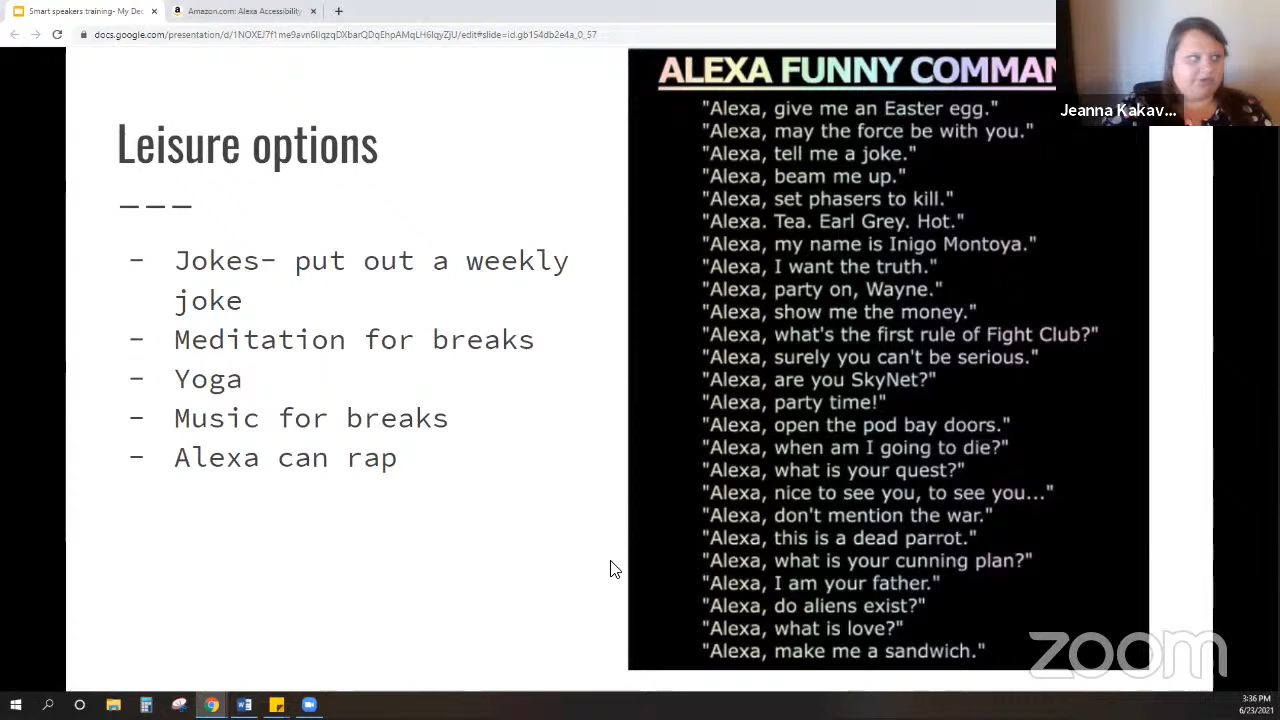 Smart speakers training- My Dec
Amazon.com: Alexa Accessibility
docs.google.com/presentation/d/
ALEXA FUNNY COMMAN
Jeanna Kakav...
Leisure options
---
- Jokes- put out a weekly
joke
- Meditation for breaks
- Yoga
- Music for breaks
- Alexa can rap
"Alexa, give me an Easter egg."
"Alexa, may the force be with you."
"Alexa, tell me a joke."
"Alexa, beam me up."
"Alexa, set phasers to kill."
"Alexa. Tea. Earl Grey. Hot."
"Alexa, my name is Inigo Montoya."
"Alexa, I want the truth."
"Alexa, party on, Wayne."
"Alexa, show me the money."
"Alexa, what's the first rule of Fight Club?"
"Alexa, surely you can't be serious."
"Alexa, are you SkyNet?"
"Alexa, party time!"
"Alexa, open the pod bay doors."
"Alexa, when am I going to die?"
"Alexa, what is your quest?"
"Alexa, nice to see you, to see you..."
"Alexa, don't mention the war."
"Alexa, this is a dead parrot."
"Alexa, what is your cunning plan?"
"Alexa, I am your father."
"Alexa, do aliens exist?"
"Alexa, what is love?"
"Alexa, make me a sandwich."
zoom
3:36 PM
6/23/2021